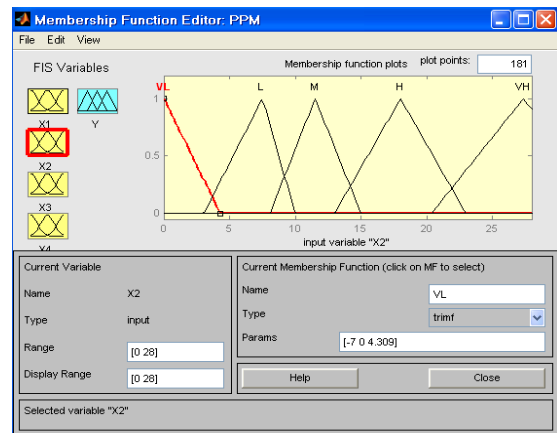 Membership Function Editor: PPM
File Edit View
FIS Variables
Membership function plots plot points: 181
X1 Y
X2
X3
X4
VL L M H VH
1
0.5
0
0 5 10 15 20 25
input variable "X2"
Current Variable
Name X2
Type input
Range [0 28]
Display Range [0 28]
Current Membership Function (click on MF to select)
Name VL
Type trimf
Params [-7 0 4.309]
Help Close
Selected variable "X2"